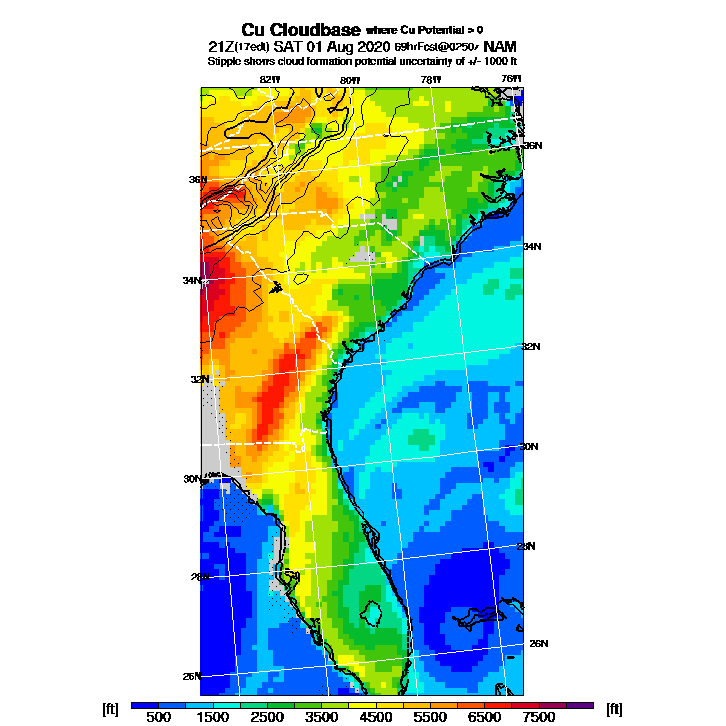 Cu Cloudbase where Cu Potential > 0
21Z(17edt) SAT 01 Aug 2020 69hrFcst@0250z NAM
Stipple shows cloud formation potential uncertainty of +/- 1000 ft
82W 80W 78W 76W
36N
36N
34N
34N
32N
32N
30N
30N
28N
28N
26N
26N
[ft] 500 1500 2500 3500 4500 5500 6500 7500 [ft]